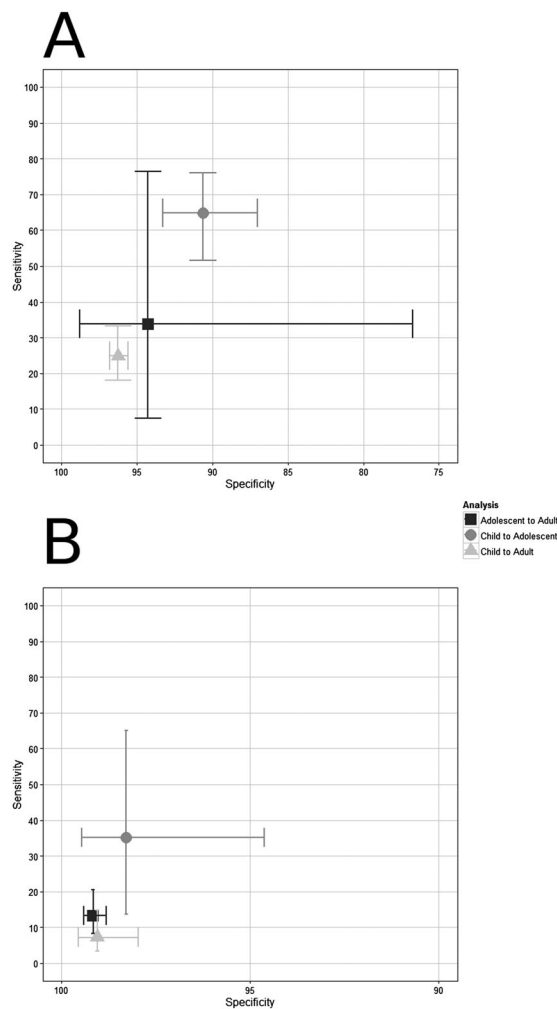 A
100
90
80
70
60
50
40
30
20
10
0
Sensitivity
100 95 90 85 80 75
Specificity
B
Analysis
Adolescent to Adult
Child to Adolescent
Child to Adult
100
90
80
70
60
50
40
30
20
10
0
Sensitivity
100 95 90
Specificity